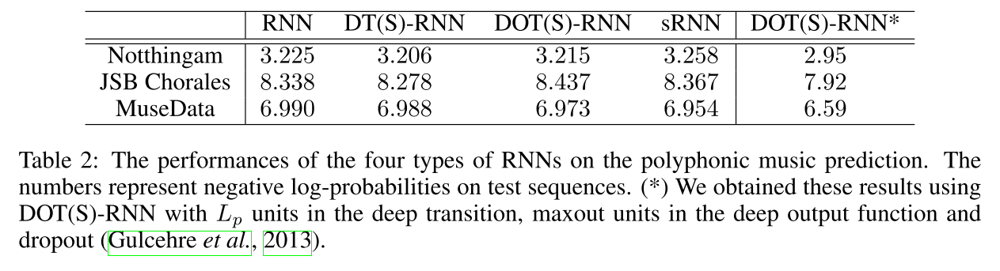 RNN DT(S)-RNN DOT(S)-RNN sRNN DOT(S)-RNN*
Notthingam 3.225 3.206 3.215 3.258 2.95
JSB Chorales 8.338 8.278 8.437 8.367 7.92
MuseData 6.990 6.988 6.973 6.954 6.59
Table 2: The performances of the four types of RNNs on the polyphonic music prediction. The
numbers represent negative log-probabilities on test sequences. (*) We obtained these results using
DOT(S)-RNN with Lp units in the deep transition, maxout units in the deep output function and
dropout (Gulcehre et al., 2013).